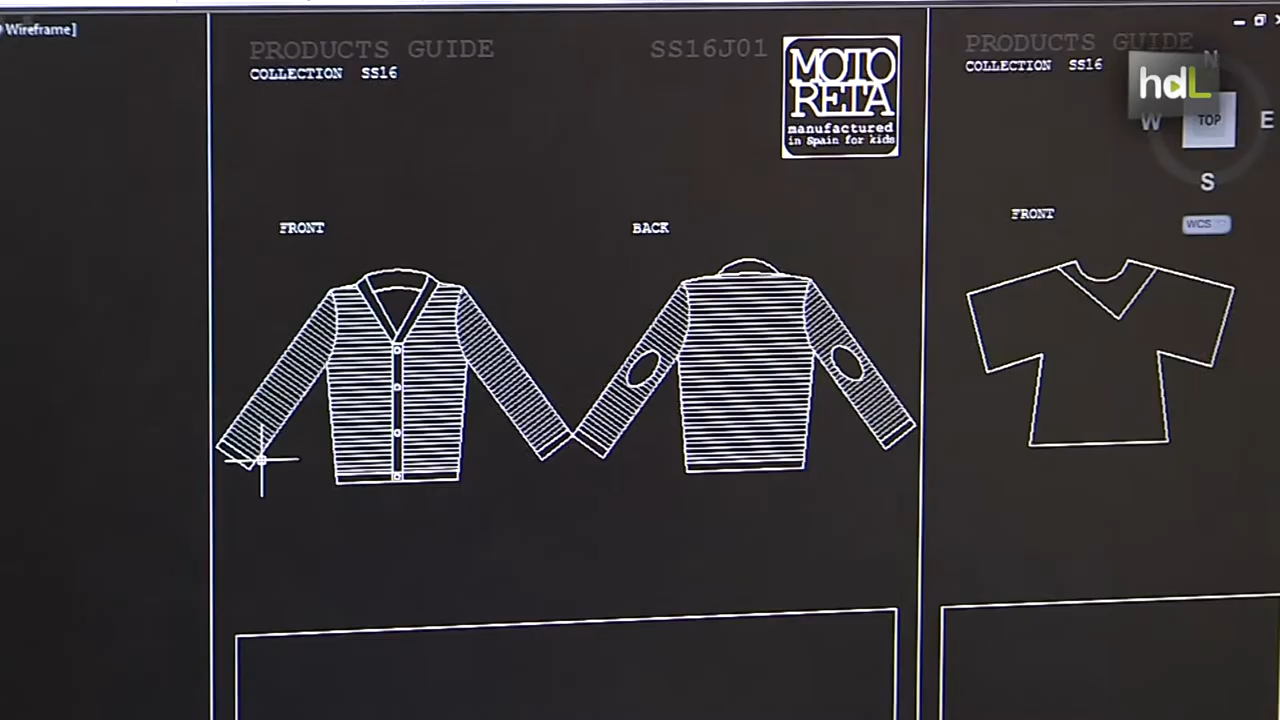 Wireframe]
PRODUCTS GUIDE
COLLECTION SS16
SS16J01
MOTO
RETA
manufactured
in Spain for kids
FRONT
BACK
PRODUCTS GUIDE
COLLECTION SS16
hdL
N
W
TOP
E
S
WCS
FRONT